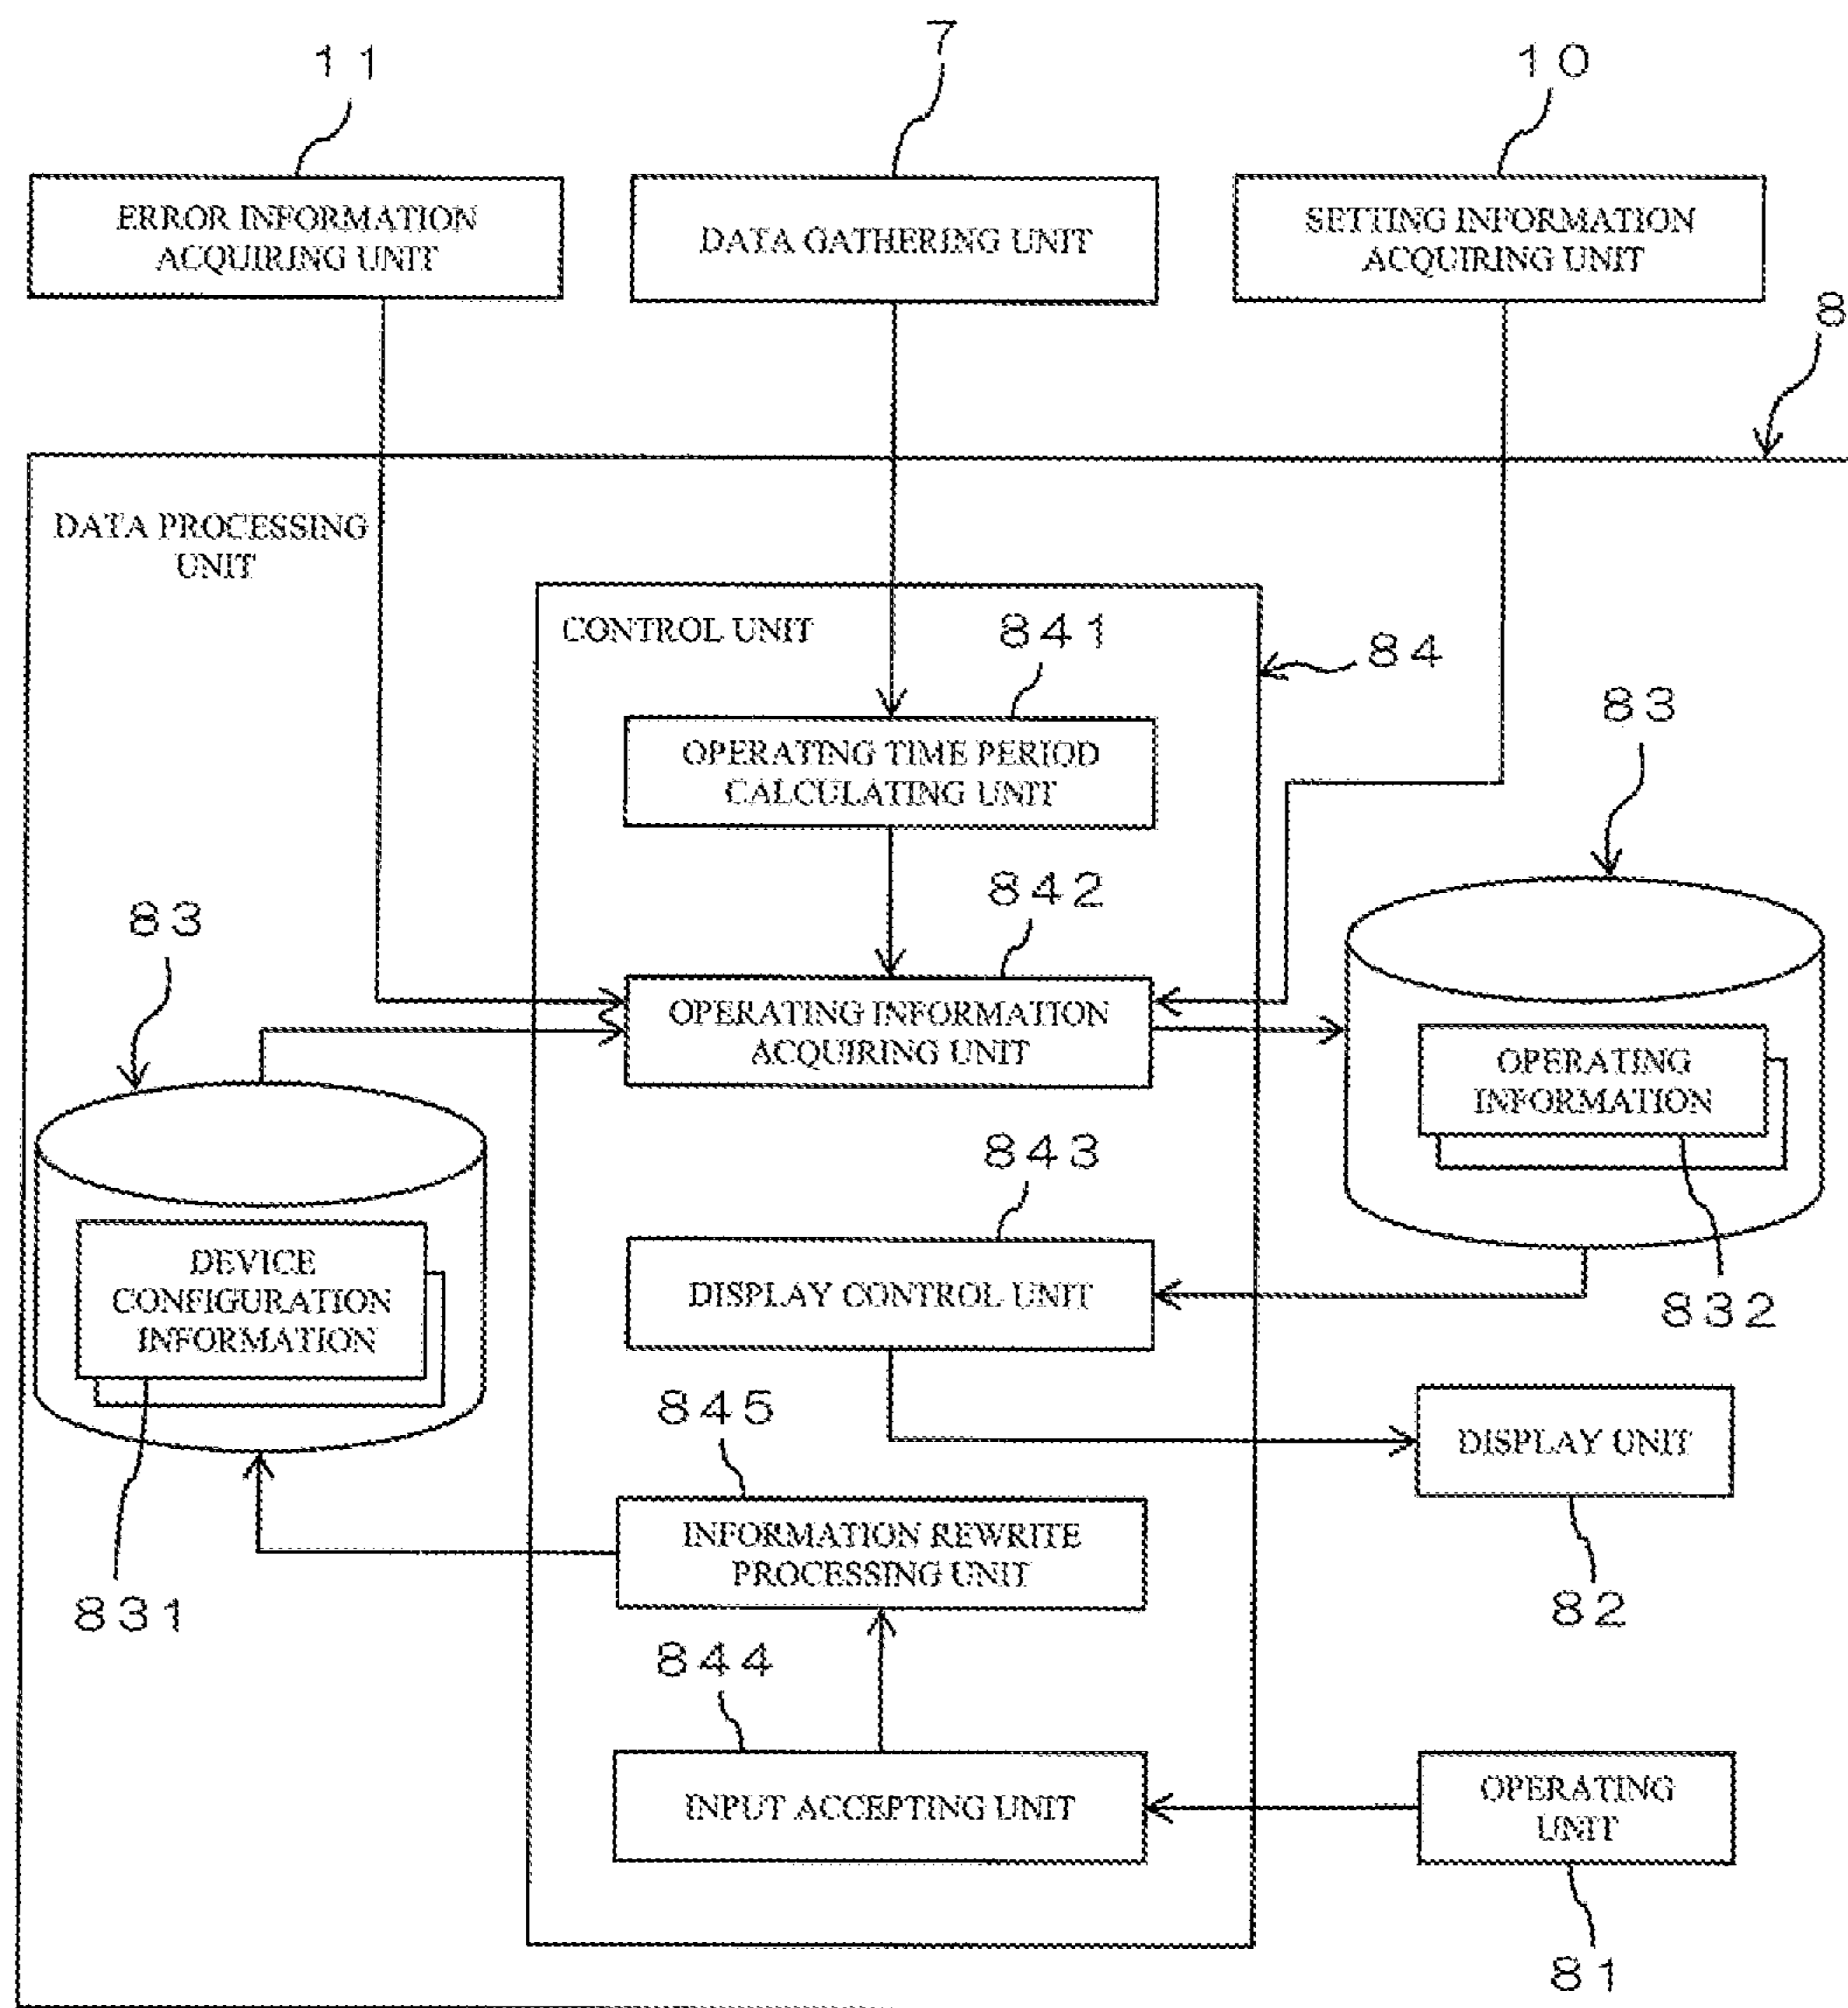 11
7
10
ERROR INFORMATION
ACQUIRING UNIT
DATA GATHERING UNIT
SETTING INFORMATION
ACQUIRING UNIT
8
DATA PROCESSING
UNIT
CONTROL UNIT
841
84
OPERATING TIME PERIOD
CALCULATING UNIT
83
842
83
OPERATING INFORMATION
ACQUIRING UNIT
OPERATING
INFORMATION
843
DEVICE
CONFIGURATION
INFORMATION
DISPLAY CONTROL UNIT
832
845
DISPLAY UNIT
INFORMATION REWRITE
PROCESSING UNIT
831
82
844
INPUT ACCEPTING UNIT
OPERATING
UNIT
81